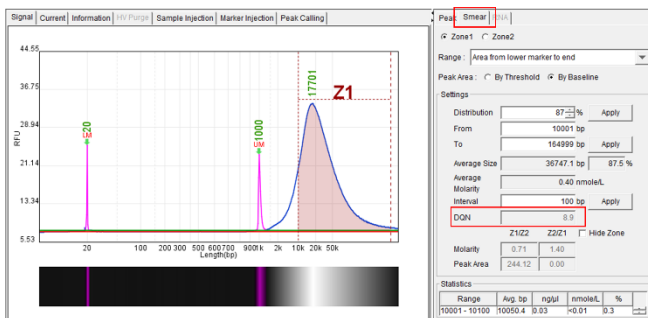 Signal Current Information HV Purge Sample Injection Marker Injection Peak Calling
44.55
36.75
28.94
21.14
13.34
5.53
RFU
20
LM
1000
UM
17701
Z1
20 100 200 300 500 600700 9001k 2k 10k 20k 50k
Length(bp)
Peak Smear RNA
Zone1 Zone2
Range : Area from lower marker to end
Peak Area : By Threshold By Baseline
Settings
Distribution 87 % Apply
From 10001 bp
To 164999 bp Apply
Average Size 36747.1 bp 87.5 %
Average Molarity 0.40 nmole/L
Interval 100 bp Apply
DQN 8.9
Z1/Z2 Z2/Z1 Hide Zone
Molarity 0.71 1.40
Peak Area 244.12 0.00
Statistics
Range Avg. bp ng/µl nmole/L %
10001 - 10100 10050.4 0.03 <0.01 0.3